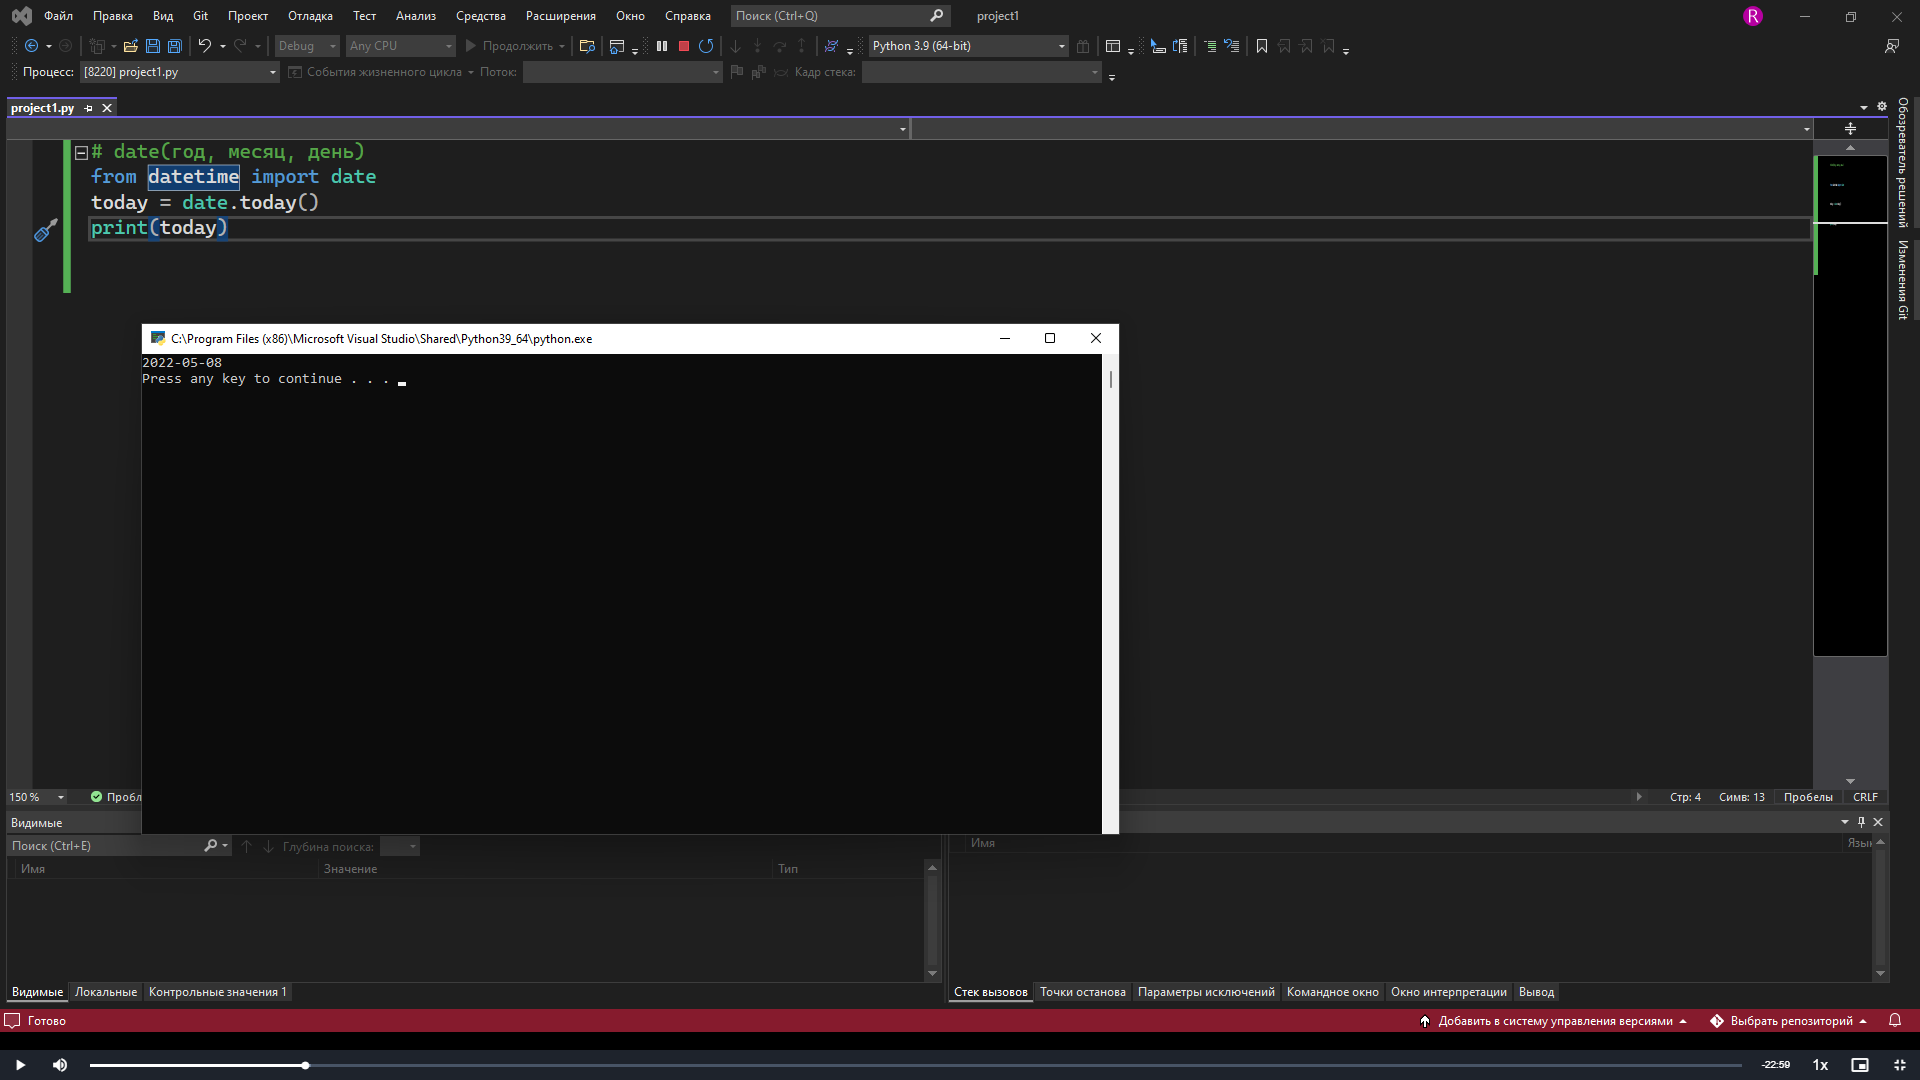 Файл Правка Вид Git Проект Отладка Тест Анализ Средства Расширения Окно Справка Поиск (Ctrl+Q) project1 R
Debug Any CPU Продолжить Python 3.9 (64-bit)
Процесс: [8220] project1.py События жизненного цикла Поток: Кадр стека:
project1.py
# date(год, месяц, день)
from datetime import date
today = date.today()
print(today)
Обозреватель решений
Изменения Git
C:\Program Files (x86)\Microsoft Visual Studio\Shared\Python39_64\python.exe
2022-05-08
Press any key to continue . . .
150 % Пробл Стр: 4 Симв: 13 Пробелы CRLF
Видимые
Поиск (Ctrl+E) Глубина поиска:
Имя Значение Тип
Имя Язык
Видимые Локальные Контрольные значения 1
Стек вызовов Точки останова Параметры исключений Командное окно Окно интерпретации Вывод
Готово Добавить в систему управления версиями Выбрать репозиторий
-22:59 1x